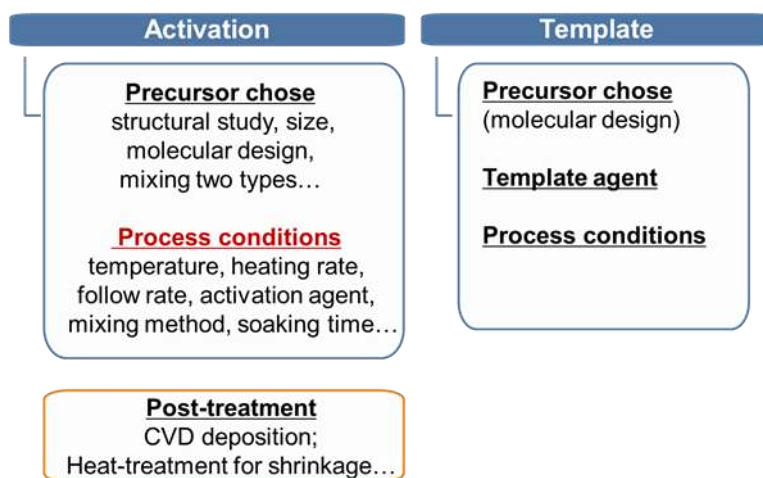 Activation
Precursor chose
structural study, size,
molecular design,
mixing two types…
Process conditions
temperature, heating rate,
follow rate, activation agent,
mixing method, soaking time…
Post-treatment
CVD deposition;
Heat-treatment for shrinkage…
Template
Precursor chose
(molecular design)
Template agent
Process conditions